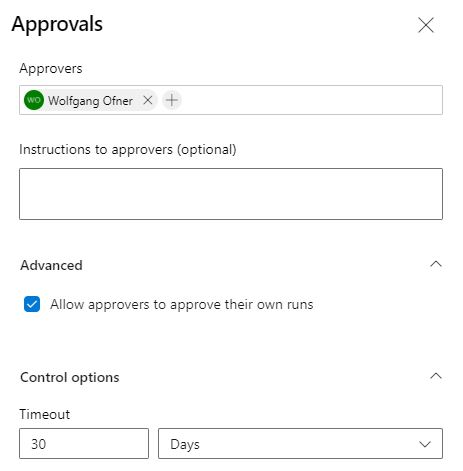 Approvals
Approvers
WO Wolfgang Ofner
Instructions to approvers (optional)
Advanced
Allow approvers to approve their own runs
Control options
Timeout
30 Days